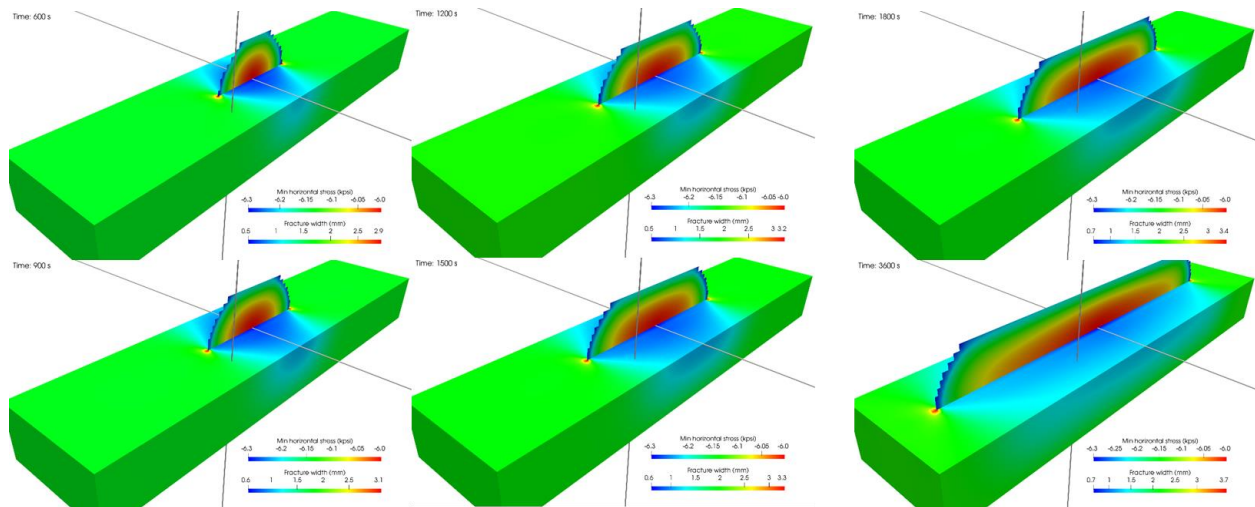 Time: 600 s
Min horizontal stress (kpsi)
-6.3 -6.2 -6.15 -6.1 -6.05 -6.0
Fracture width (mm)
0.6 1 1.5 2 2.5 2.9
Time: 1200 s
Min horizontal stress (kpsi)
-6.3 -6.2 -6.15 -6.1 -6.05 -6.0
Fracture width (mm)
0.6 1 1.5 2 2.5 3 3.2
Time: 1800 s
Min horizontal stress (kpsi)
-6.3 -6.2 -6.15 -6.1 -6.05 -6.0
Fracture width (mm)
0.7 1 1.5 2 2.5 3 3.4
Time: 900 s
Min horizontal stress (kpsi)
-6.3 -6.2 -6.15 -6.1 -6.05 -6.0
Fracture width (mm)
0.6 1 1.5 2 2.5 3.1
Time: 1500 s
Min horizontal stress (kpsi)
-6.3 -6.2 -6.15 -6.1 -6.05 -6.0
Fracture width (mm)
0.6 1 1.5 2 2.5 3 3.3
Time: 3600 s
Min horizontal stress (kpsi)
-6.3 -6.25 -6.2 -6.15 -6.1 -6.0
Fracture width (mm)
0.7 1 1.5 2 2.5 3 3.7